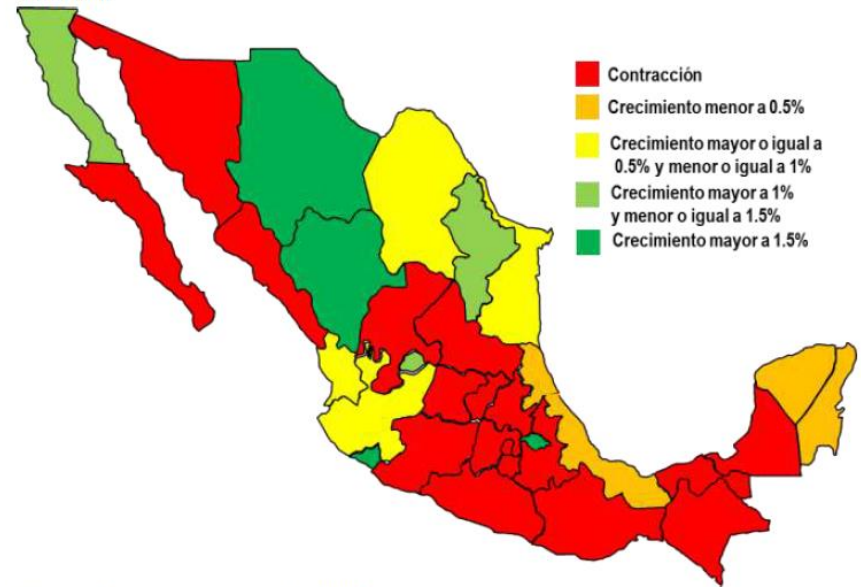 Contracción
Crecimiento menor a 0.5%
Crecimiento mayor o igual a
0.5% y menor o igual a 1%
Crecimiento mayor a 1%
y menor o igual a 1.5%
Crecimiento mayor a 1.5%